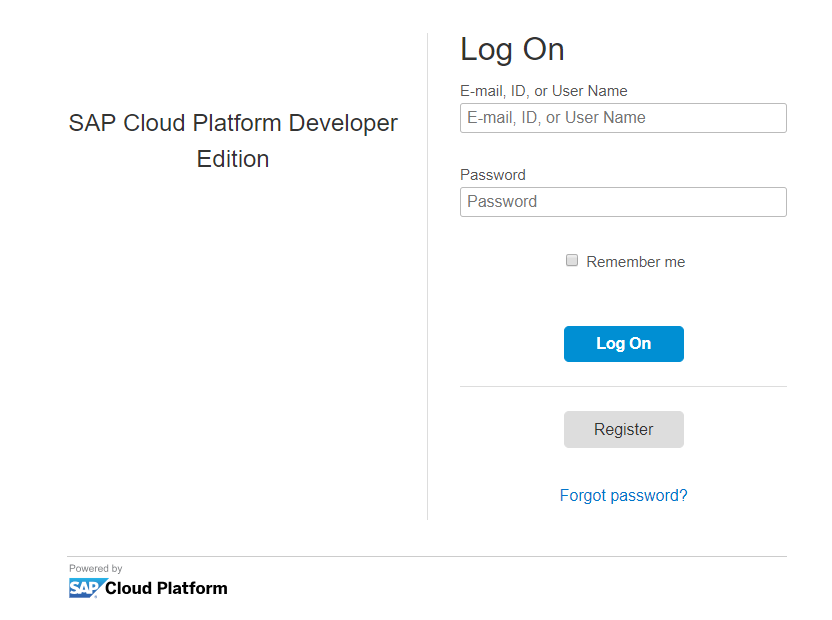 SAP Cloud Platform Developer
Edition
Log On
E-mail, ID, or User Name
E-mail, ID, or User Name
Password
Password
Remember me
Log On
Register
Forgot password?
Powered by
SAP Cloud Platform